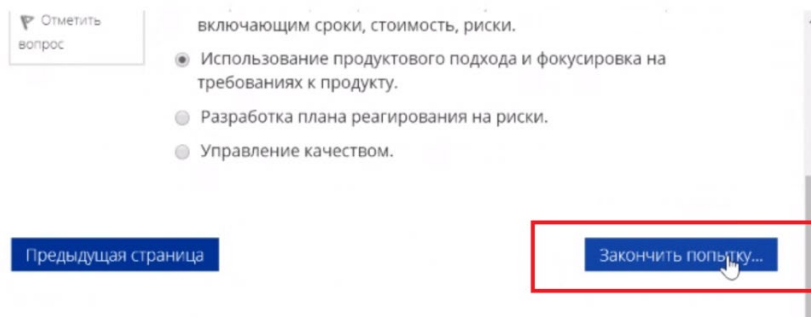 Отметить
вопрос
включающим сроки, стоимость, риски.
Использование продуктового подхода и фокусировка на
требованиях к продукту.
Разработка плана реагирования на риски.
Управление качеством.
Предыдущая страница
Закончить попытку...